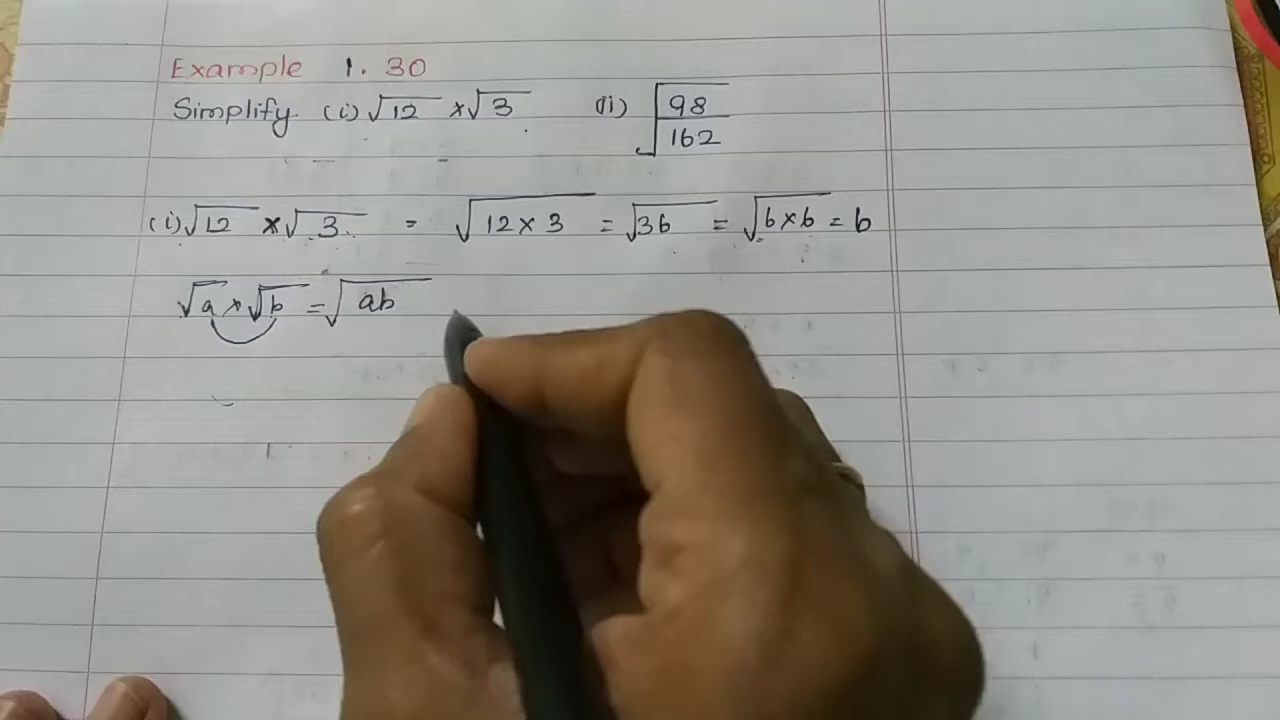 Example 1.30
Simplify (i) √12 × √3 (ii) √(98/162)
(i) √12 × √3 = √(12 × 3) = √36 = √(6×6) = 6
√a × √b = √ab